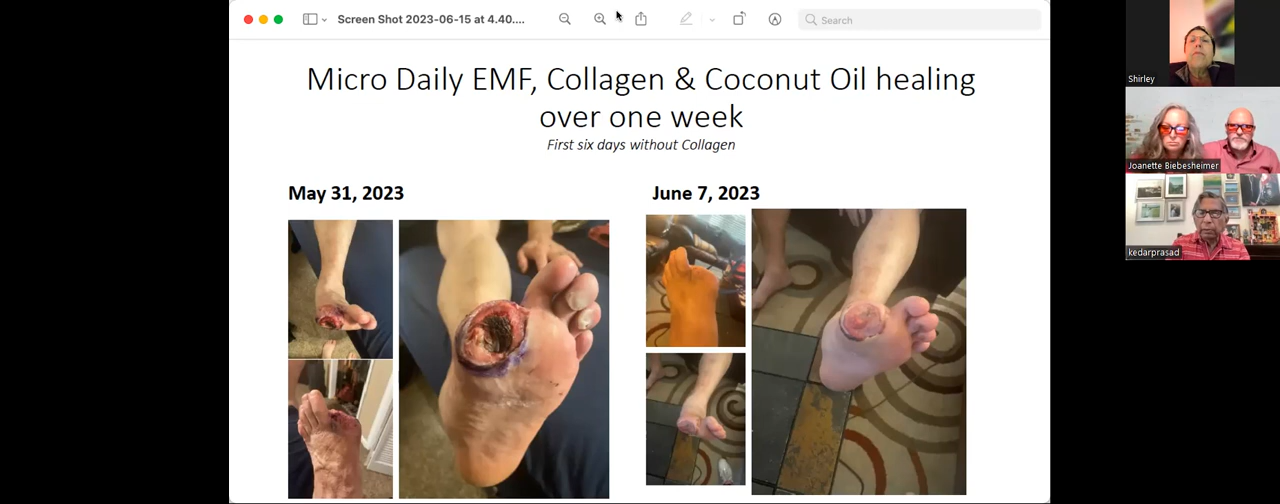 Screen Shot 2023-06-15 at 4.40....
Search
Micro Daily EMF, Collagen & Coconut Oil healing
over one week
First six days without Collagen
May 31, 2023
June 7, 2023
Shirley
Joanette Biebesheimer
kedarprasad